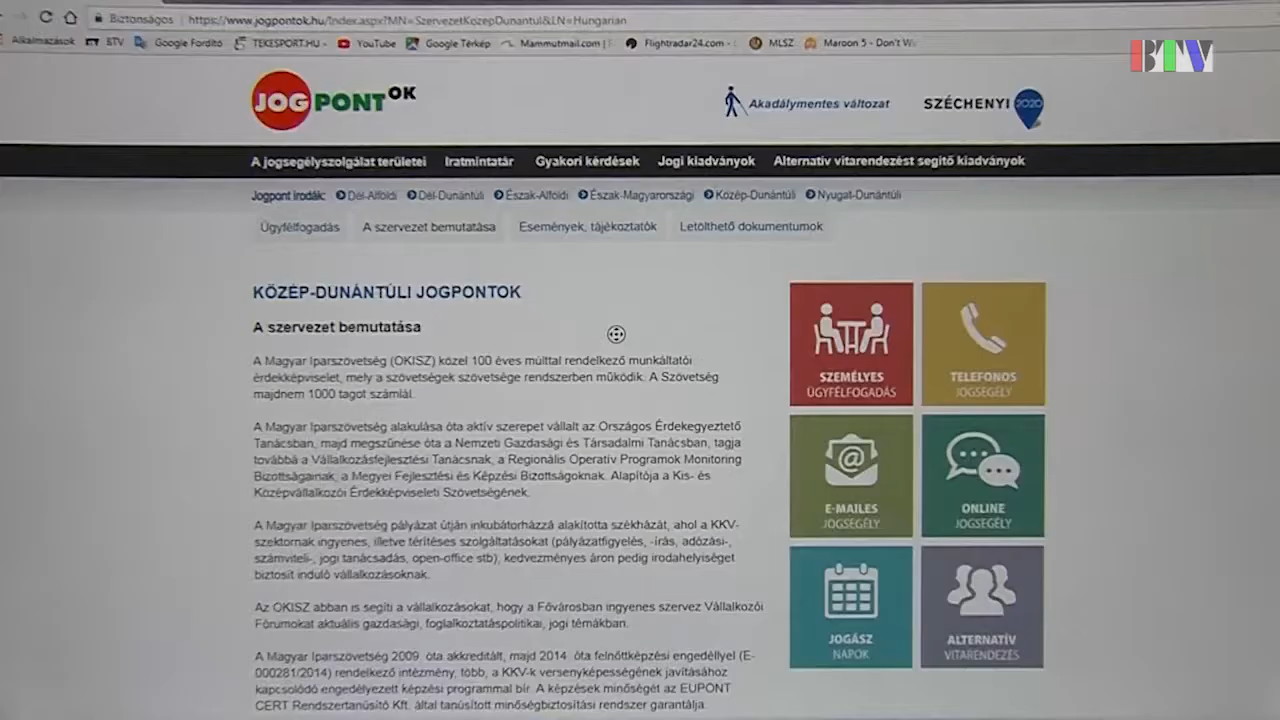 Biztonságos https://www.jogpontok.hu/Index.aspx?MN=SzervezetKozepDunantul&LN=Hungarian
Alkalmazások BTV Google Fordító TEKESPORT.HU - YouTube Google Térkép Mammutmail.com | F Flightradar24.com - MLSZ Maroon 5 - Don't W
BTV
JOGPONTOK
Akadálymentes változat
SZÉCHENYI 2020
A jogsegélyszolgálat területei Iratmintatár Gyakori kérdések Jogi kiadványok Alternatív vitarendezést segítő kiadványok
Jogpont irodák: Dél-Alföldi Dél-Dunántúli Észak-Alföldi Észak-Magyarországi Közép-Dunántúli Nyugat-Dunántúli
Ügyfélfogadás A szervezet bemutatása Események, tájékoztatók Letölthető dokumentumok
KÖZÉP-DUNÁNTÚLI JOGPONTOK
A szervezet bemutatása
A Magyar Iparszövetség (OKISZ) közel 100 éves múlttal rendelkező munkáltatói
érdekképviselet, mely a szövetségek szövetsége rendszerben működik. A Szövetség
majdnem 1000 tagot számlál.
A Magyar Iparszövetség alakulása óta aktív szerepet vállalt az Országos Érdekegyeztető
Tanácsban, majd megszűnése óta a Nemzeti Gazdasági és Társadalmi Tanácsban, tagja
továbbá a Vállalkozásfejlesztési Tanácsnak, a Regionális Operatív Programok Monitoring
Bizottságainak, a Megyei Fejlesztési és Képzési Bizottságoknak. Alapítója a Kis- és
Középvállalkozói Érdekképviseleti Szövetségének.
A Magyar Iparszövetség pályázat útján inkubátorházzá alakította székházát, ahol a KKV-
szektornak ingyenes, illetve térítéses szolgáltatásokat (pályázatfigyelés, -írás, adózási-,
számviteli-, jogi tanácsadás, open-office stb), kedvezményes áron pedig irodahelyiséget
biztosít induló vállalkozásoknak.
Az OKISZ abban is segíti a vállalkozásokat, hogy a Fővárosban ingyenes szervez Vállalkozói
Fórumokat aktuális gazdasági, foglalkoztatáspolitikai, jogi témákban.
A Magyar Iparszövetség 2009. óta akkreditált, majd 2014. óta felnőttképzési engedéllyel (E-
000281/2014) rendelkező intézmény, több, a KKV-k versenyképességének javításához
kapcsolódó engedélyezett képzési programmal bír. A képzések minőségét az EUPONT
CERT Rendszertanúsító Kft. által tanúsított minőségbiztosítási rendszer garantálja.
SZEMÉLYES
ÜGYFÉLFOGADÁS
TELEFONOS
JOGSEGÉLY
E-MAILES
JOGSEGÉLY
ONLINE
JOGSEGÉLY
JOGÁSZ
NAPOK
ALTERNATÍV
VITARENDEZÉS